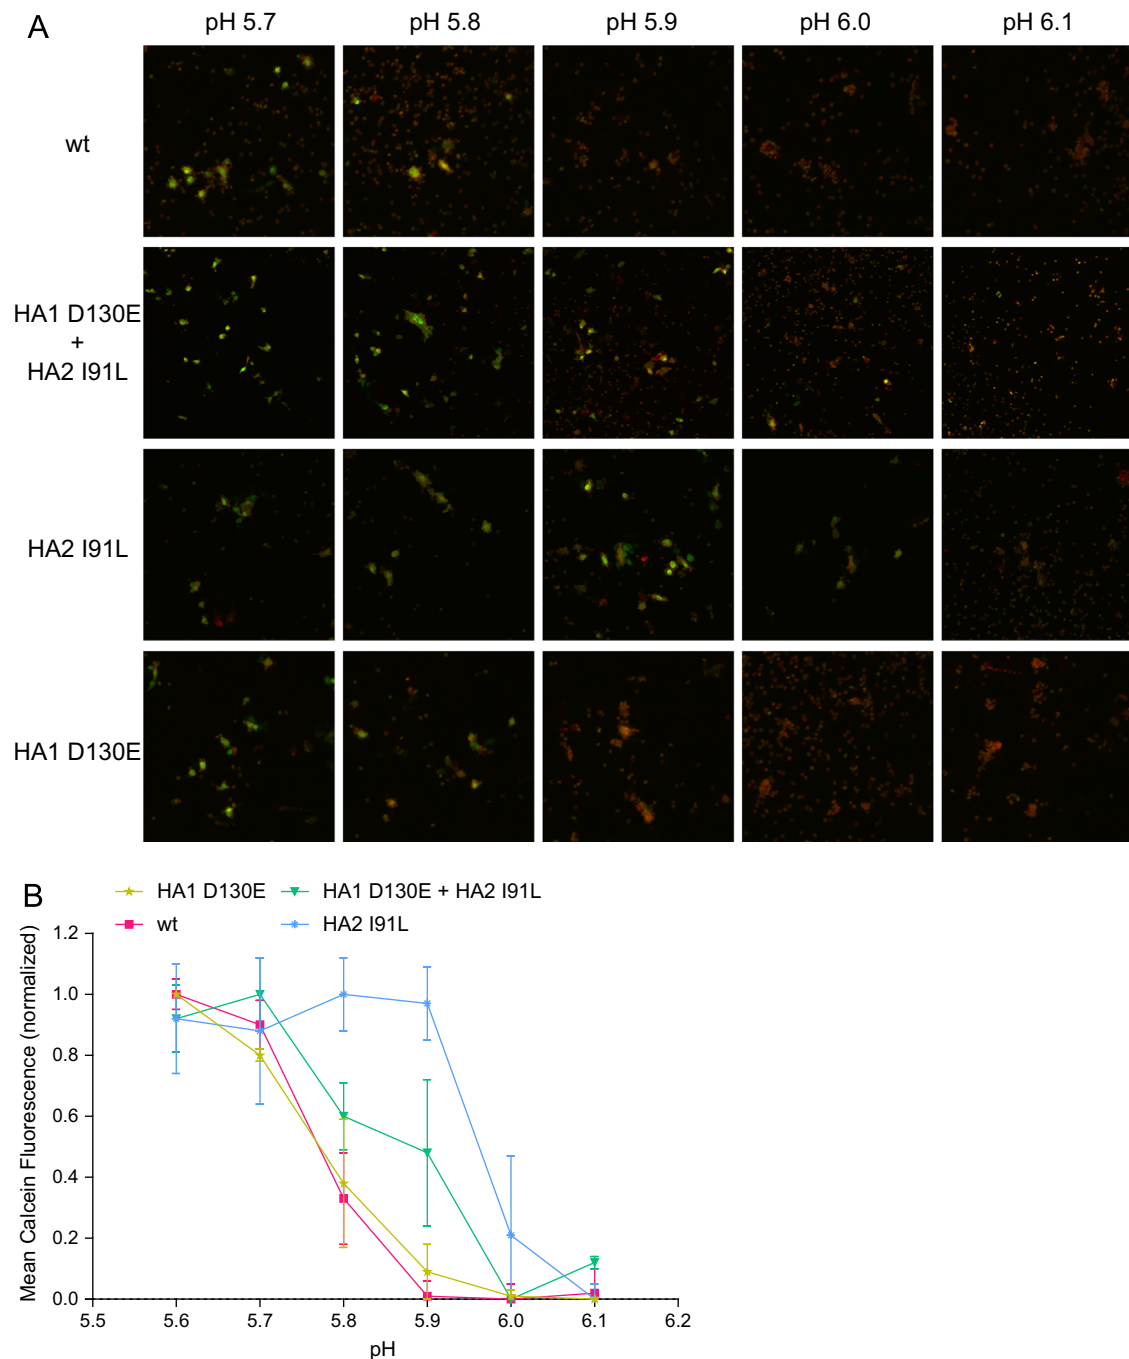 A
pH 5.7 pH 5.8 pH 5.9 pH 6.0 pH 6.1
wt
HA1 D130E
+
HA2 I91L
HA2 I91L
HA1 D130E
B
HA1 D130E HA1 D130E + HA2 I91L
wt HA2 I91L
Mean Calcein Fluorescence (normalized)
1.2
1.0
0.8
0.6
0.4
0.2
0.0
5.5 5.6 5.7 5.8 5.9 6.0 6.1 6.2
pH